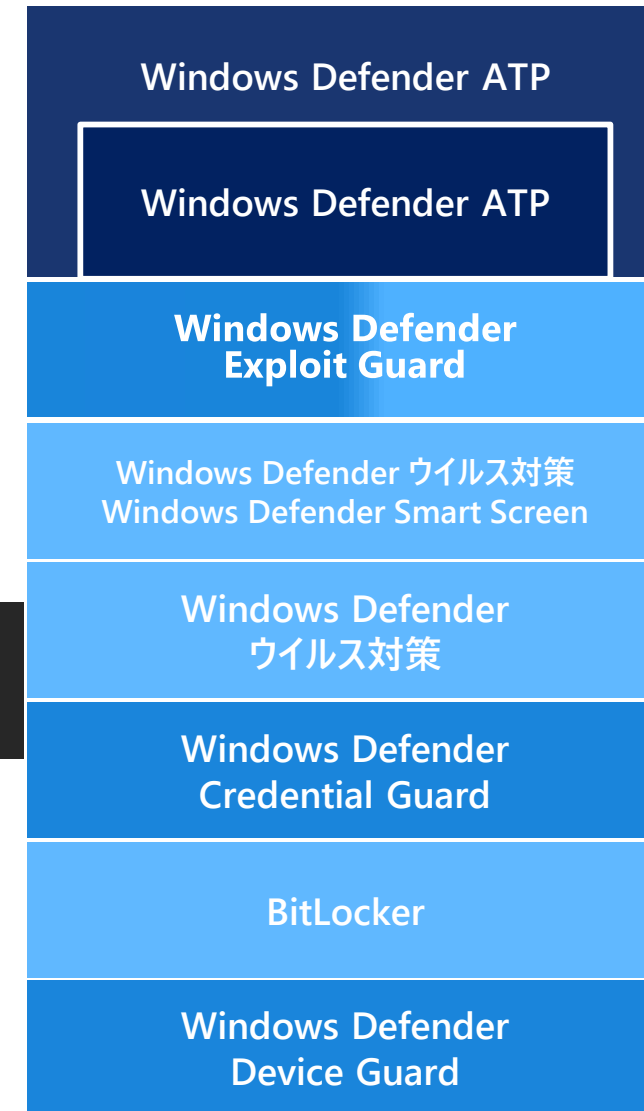 Windows Defender ATP
Windows Defender ATP
Windows Defender
Exploit Guard
Windows Defender ウイルス対策
Windows Defender Smart Screen
Windows Defender
ウイルス対策
Windows Defender
Credential Guard
BitLocker
Windows Defender
Device Guard